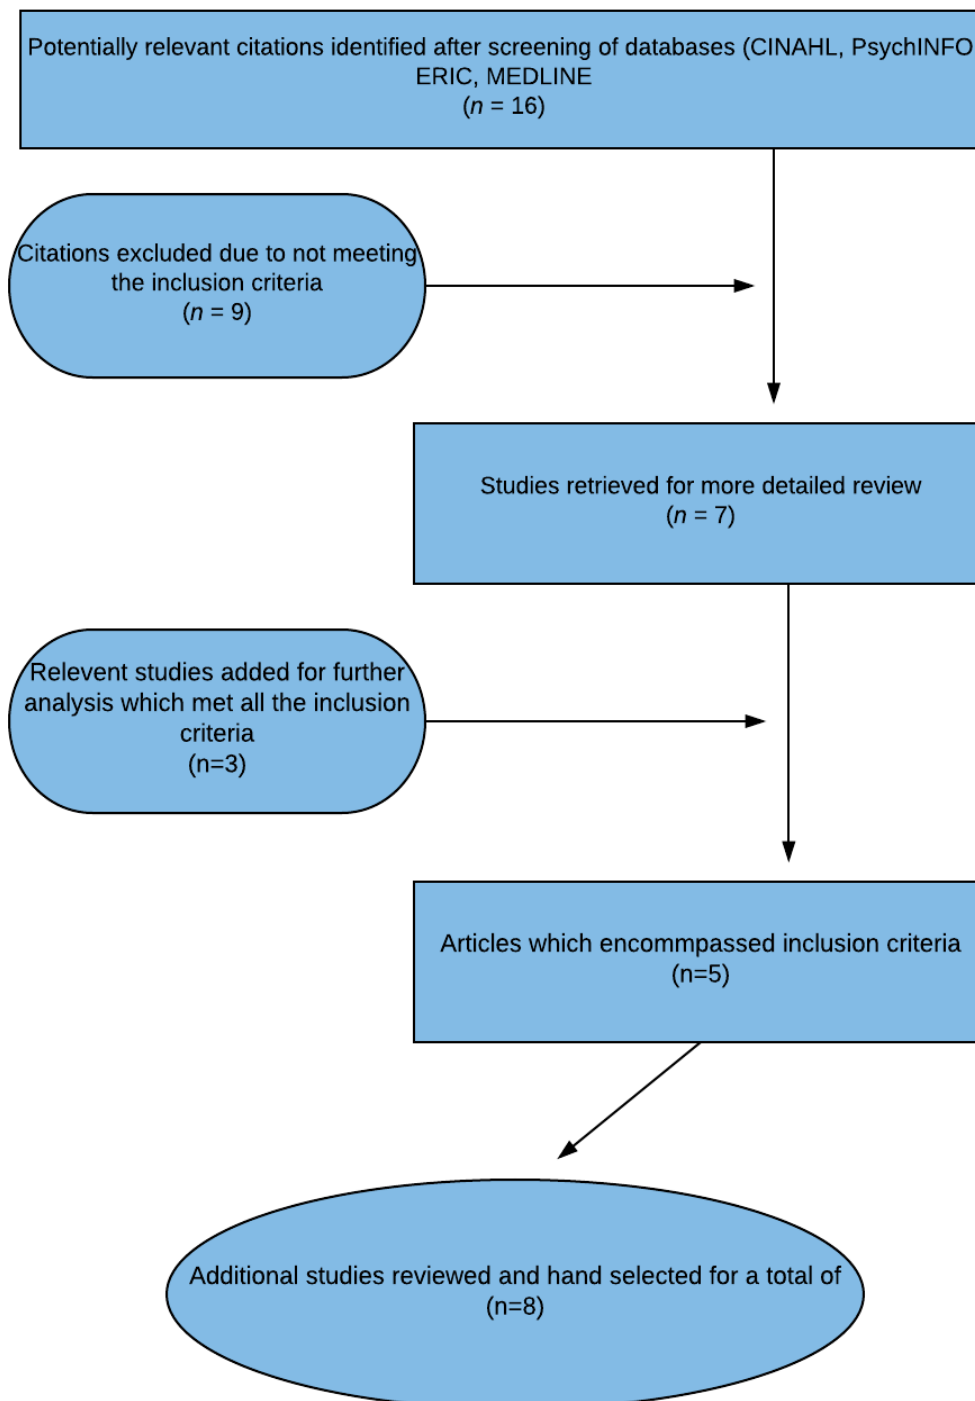 Potentially relevant citations identified after screening of databases (CINAHL, PsychINFO
ERIC, MEDLINE
(n = 16)
Citations excluded due to not meeting
the inclusion criteria
(n = 9)
Studies retrieved for more detailed review
(n = 7)
Relevent studies added for further
analysis which met all the inclusion
criteria
(n=3)
Articles which encommpassed inclusion criteria
(n=5)
Additional studies reviewed and hand selected for a total of
(n=8)